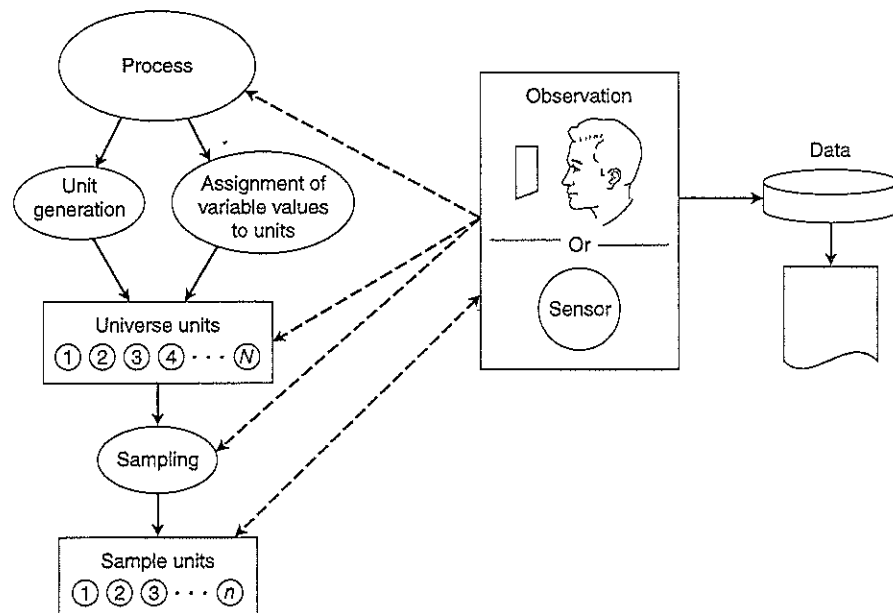 Process
Unit
generation
Assignment of
variable values
to units
Universe units
1 2 3 4 · · · N
Sampling
Sample units
1 2 3 · · · n
Observation
Or
Sensor
Data